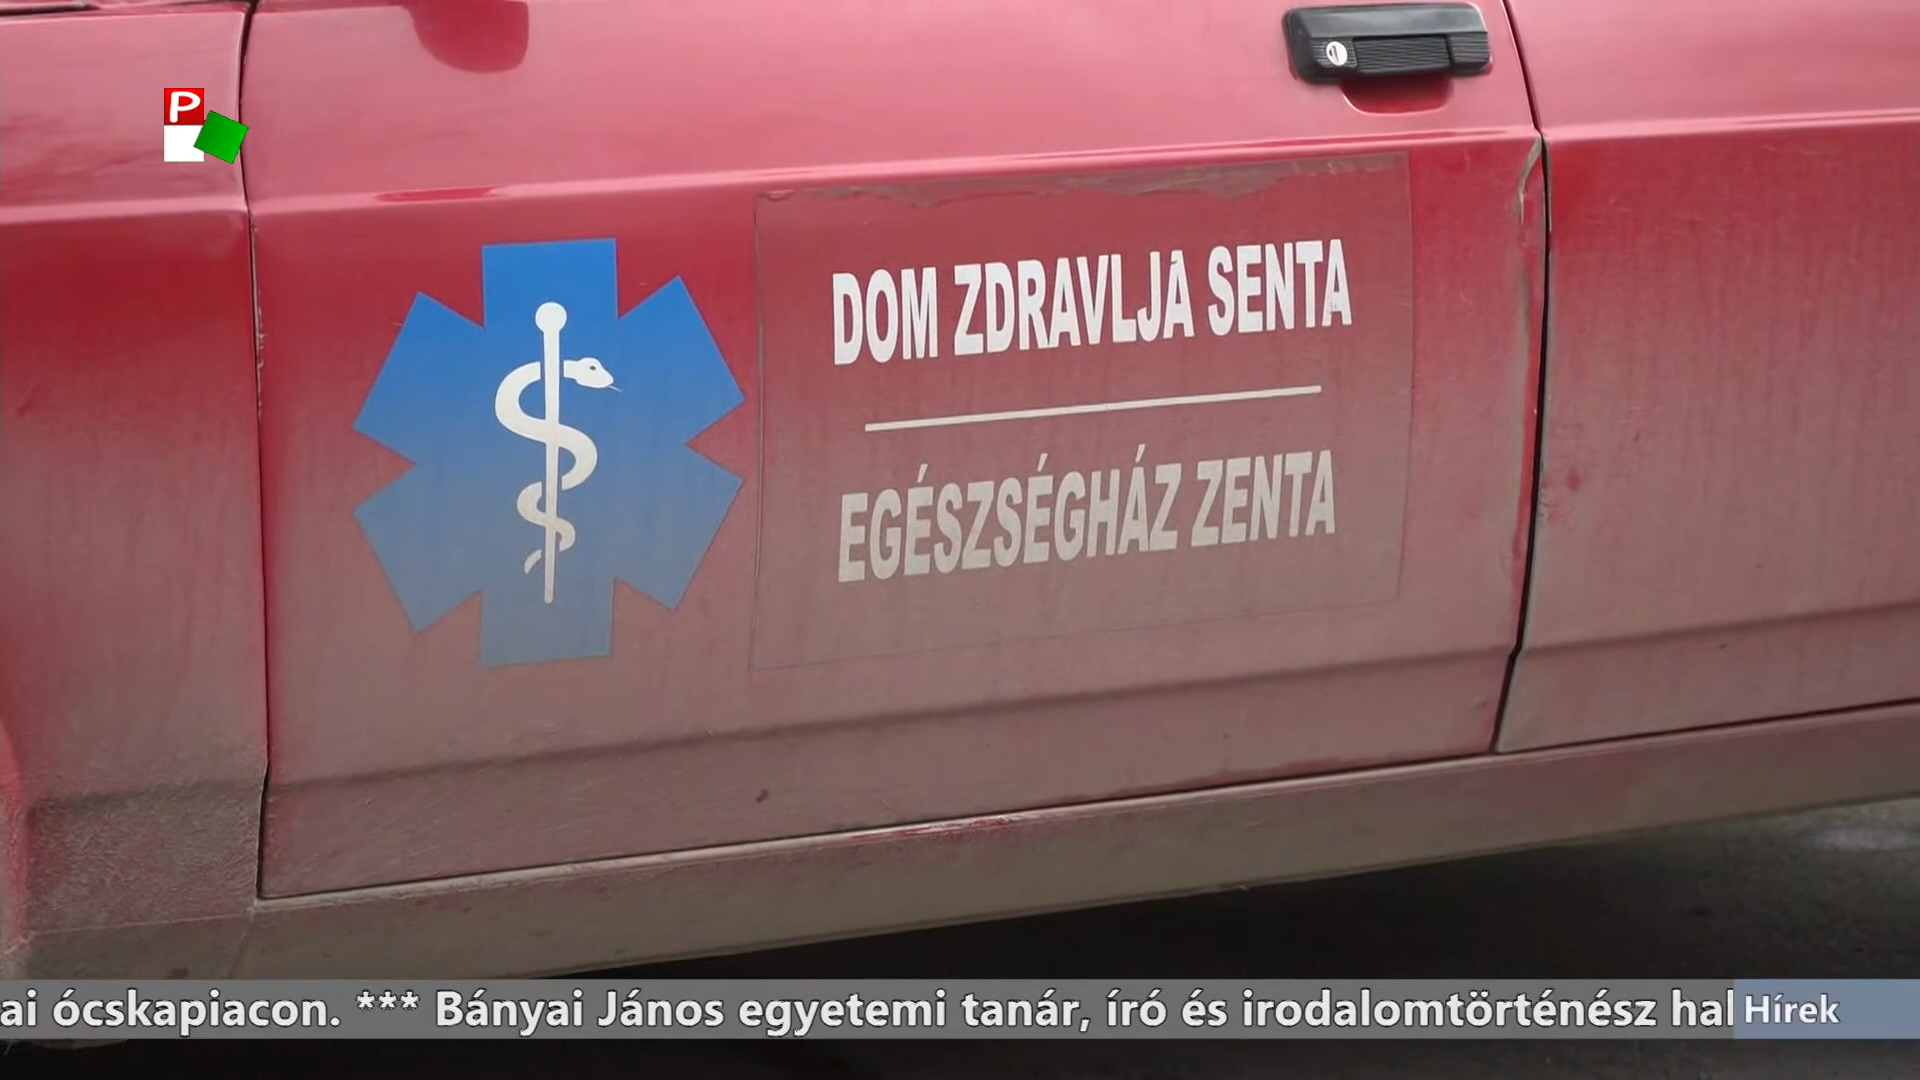 P
DOM ZDRAVLJA SENTA
EGÉSZSÉGHÁZ ZENTA
ai ócskapiacon. *** Bányai János egyetemi tanár, író és irodalomtörténész hal
Hírek